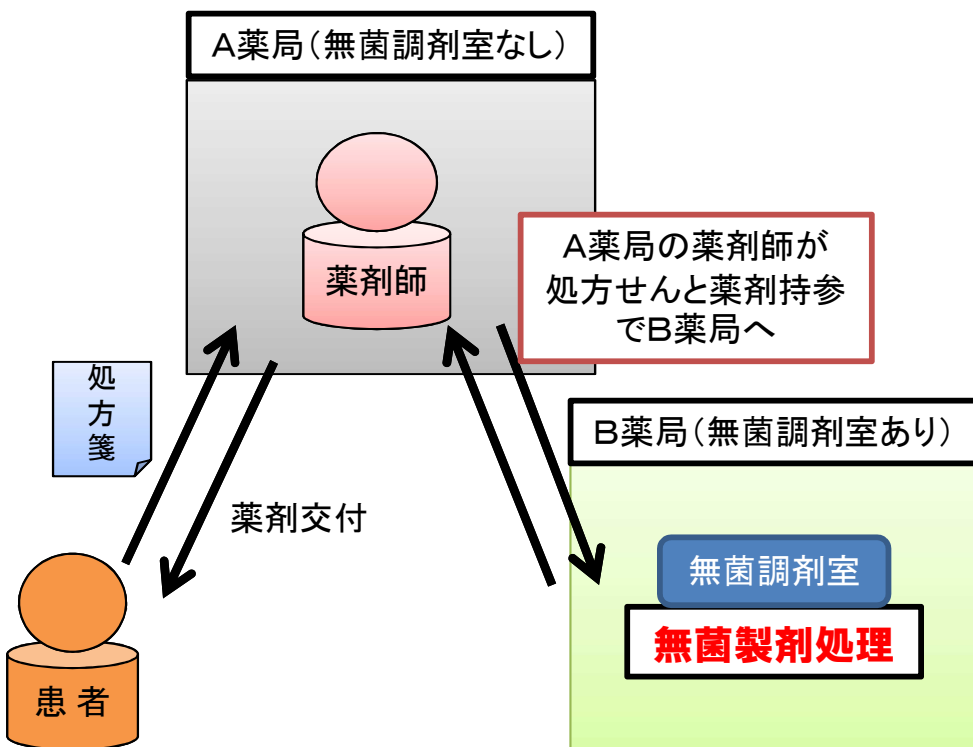 A薬局(無菌調剤室なし)
薬剤師
A薬局の薬剤師が
処方せんと薬剤持参
でB薬局へ
処
方
箋
B薬局(無菌調剤室あり)
薬剤交付
無菌調剤室
無菌製剤処理
患者